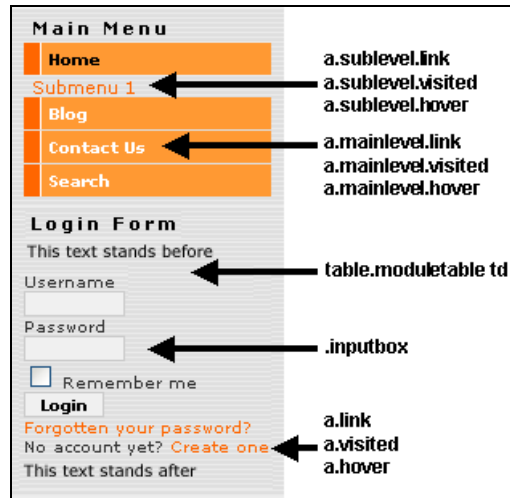 Main Menu
Home
Submenu 1
Blog
Contact Us
Search
a.sublevel.link
a.sublevel.visited
a.sublevel.hover
a.mainlevel.link
a.mainlevel.visited
a.mainlevel.hover
Login Form
This text stands before
Username
table.moduletable td
Password
.inputbox
Remember me
Login
Forgotten your password?
No account yet? Create one
This text stands after
a.link
a.visited
a.hover